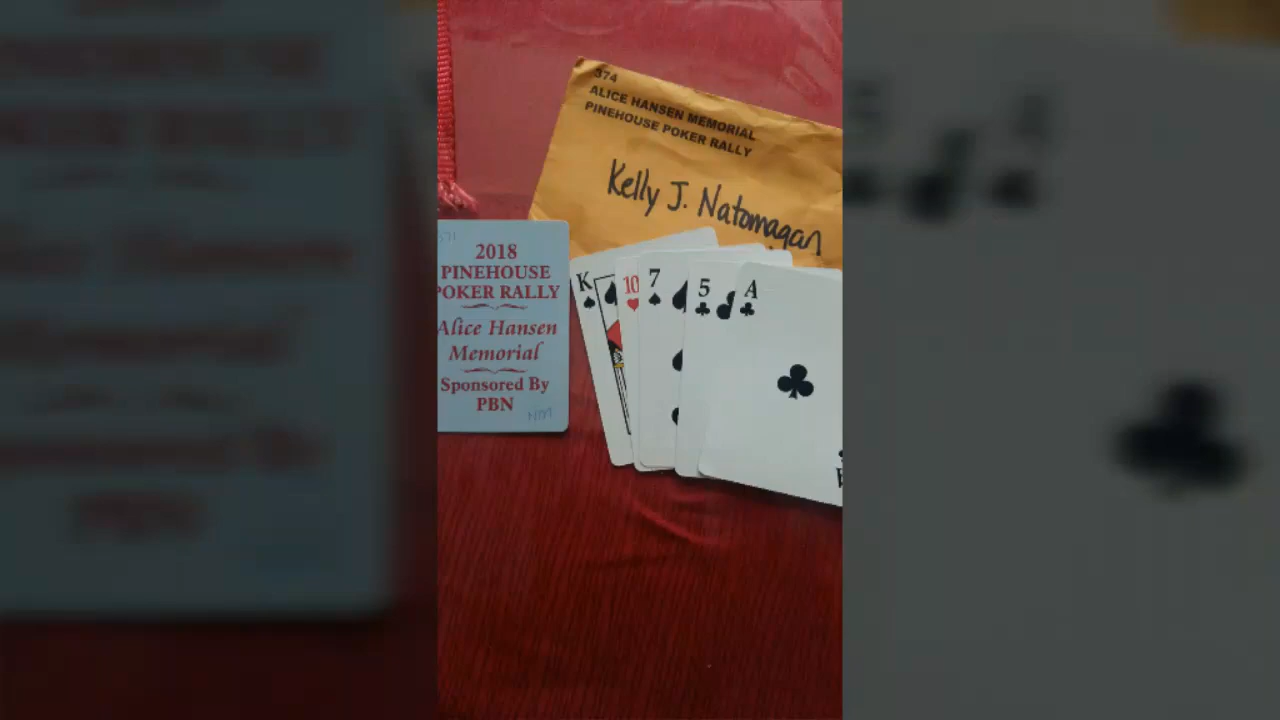 374
ALICE HANSEN MEMORIAL
PINEHOUSE POKER RALLY
Kelly J. Natomagan
2018
PINEHOUSE
POKER RALLY
Alice Hansen
Memorial
Sponsored By
PBN
K
10
7
5
A